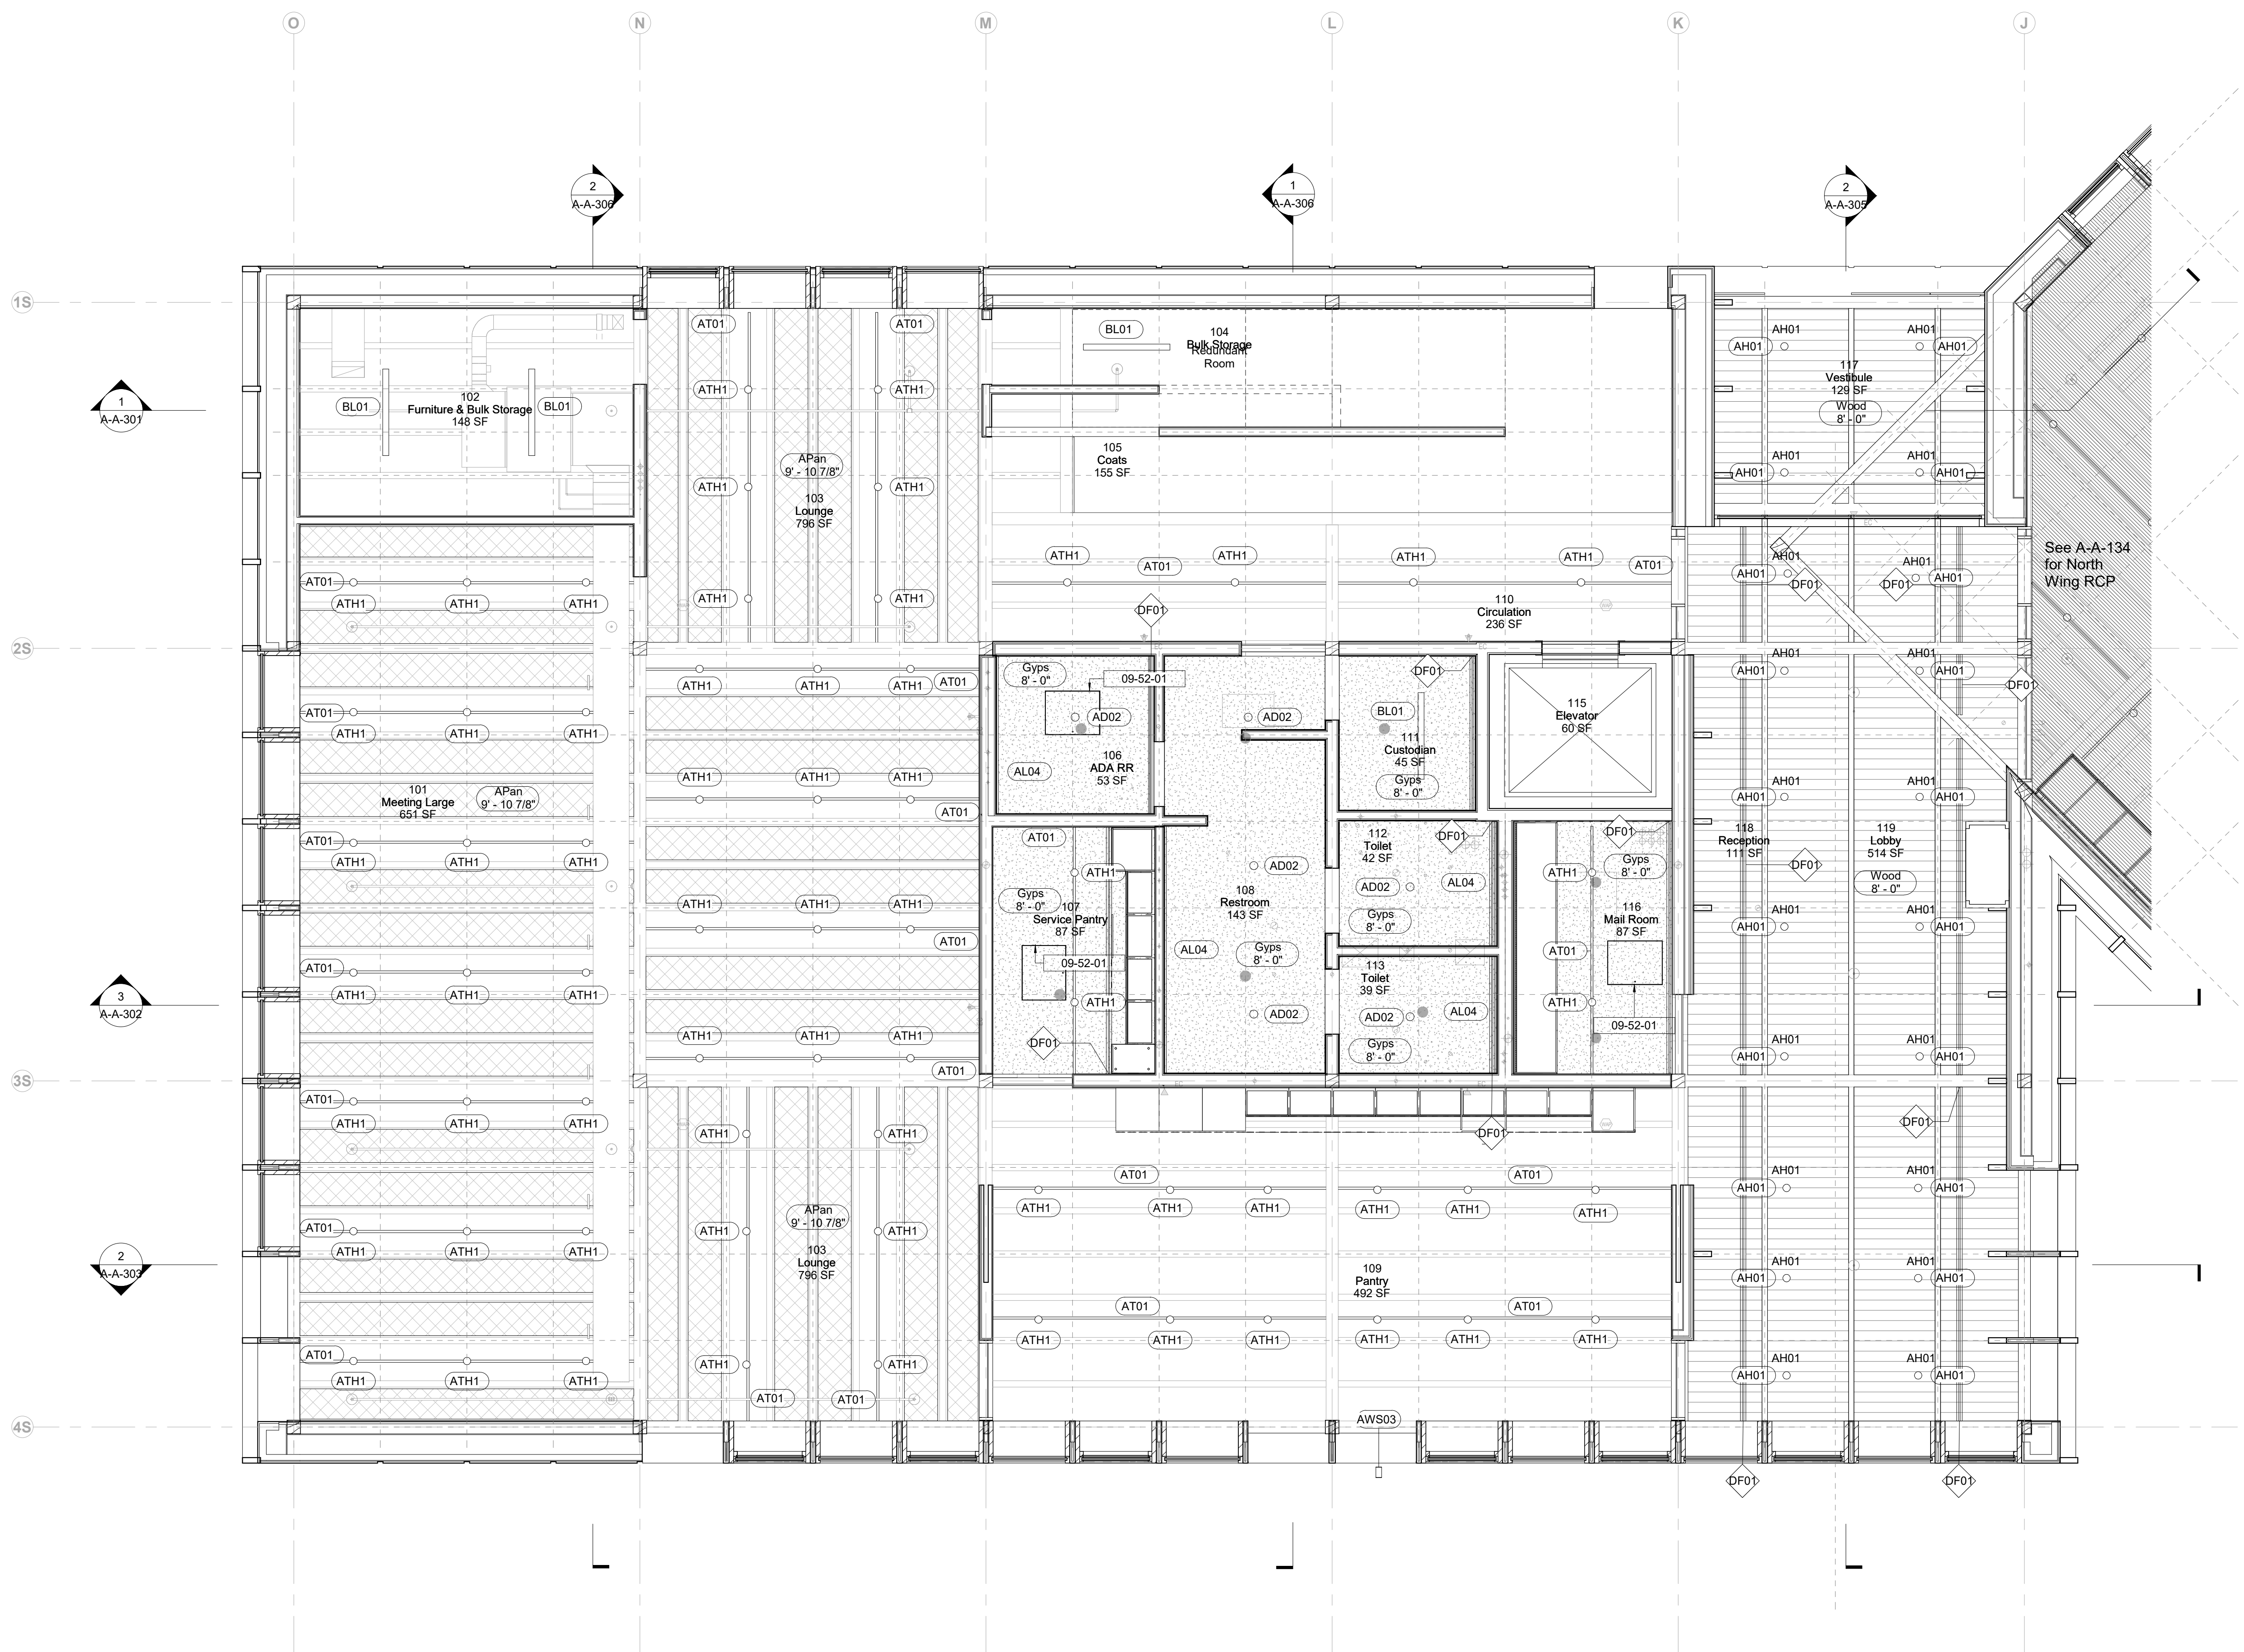 O N M L K J
2
A-A-306
1
A-A-306
2
A-A-305
1S
AT01 AT01
BL01
104
Bulk Storage
Redundant
Room
AH01 AH01
AH01 AH01
117
Vestibule
129 SF
Wood
8' - 0"
1
A-A-301
BL01
102
Furniture & Bulk Storage
148 SF
BL01
ATH1 ATH1
APan
9' - 10 7/8"
ATH1 ATH1
103
Lounge
796 SF
105
Coats
155 SF
AH01 AH01
AH01 AH01
EC
See A-A-134
for North
Wing RCP
ATH1 AT01 ATH1 ATH1 ATH1 AT01
AH01 AH01
AH01 AH01
DF01 DF01
AT01
ATH1 ATH1 ATH1
ATH1 ATH1
DF01
110
Circulation
236 SF
2S
EC EC
AH01 AH01
AH01 AH01
DF01
ATH1 ATH1 ATH1 AT01
Gyps
8' - 0"
09-52-01
DF01
AT01
ATH1 ATH1 ATH1
AD02
AD02
BL01
115
Elevator
60 SF
106
ADA RR
53 SF
AL04
111
Custodian
45 SF
Gyps
8' - 0"
101
Meeting Large
651 SF
APan
9' - 10 7/8"
ATH1 ATH1 ATH1
AT01
AH01 AH01
AH01 AH01
AT01
ATH1 ATH1 ATH1
AT01
ATH1
Gyps
8' - 0"
107
Service Pantry
87 SF
09-52-01
ATH1
DF01
AD02
108
Restroom
143 SF
AL04
Gyps
8' - 0"
AD02
112
Toilet
42 SF
DF01
AD02
AL04
Gyps
8' - 0"
113
Toilet
39 SF
AD02
AL04
Gyps
8' - 0"
DF01
ATH1
Gyps
8' - 0"
116
Mail Room
87 SF
AT01
ATH1
09-52-01
118
Reception
111 SF
DF01
119
Lobby
514 SF
Wood
8' - 0"
ATH1 ATH1 ATH1
AT01
AH01 AH01
AH01 AH01
3
A-A-302
AT01
ATH1 ATH1 ATH1
ATH1 ATH1 ATH1
AT01
AH01 AH01
AH01 AH01
3S
EC EC
AT01
ATH1 ATH1 ATH1
ATH1 ATH1
DF01
DF01
AT01 AT01
ATH1 ATH1 ATH1 ATH1 ATH1 ATH1
AH01 AH01
AH01 AH01
2
A-A-303
AT01
ATH1 ATH1 ATH1
APan
9' - 10 7/8"
ATH1 ATH1
103
Lounge
796 SF
109
Pantry
492 SF
AH01 AH01
AH01 AH01
AT01 AT01
ATH1 ATH1 ATH1 ATH1 ATH1 ATH1
AT01
ATH1 ATH1 ATH1
ATH1 ATH1
AT01 AT01
AH01 AH01
AH01 AH01
4S
AWS03
DF01 DF01